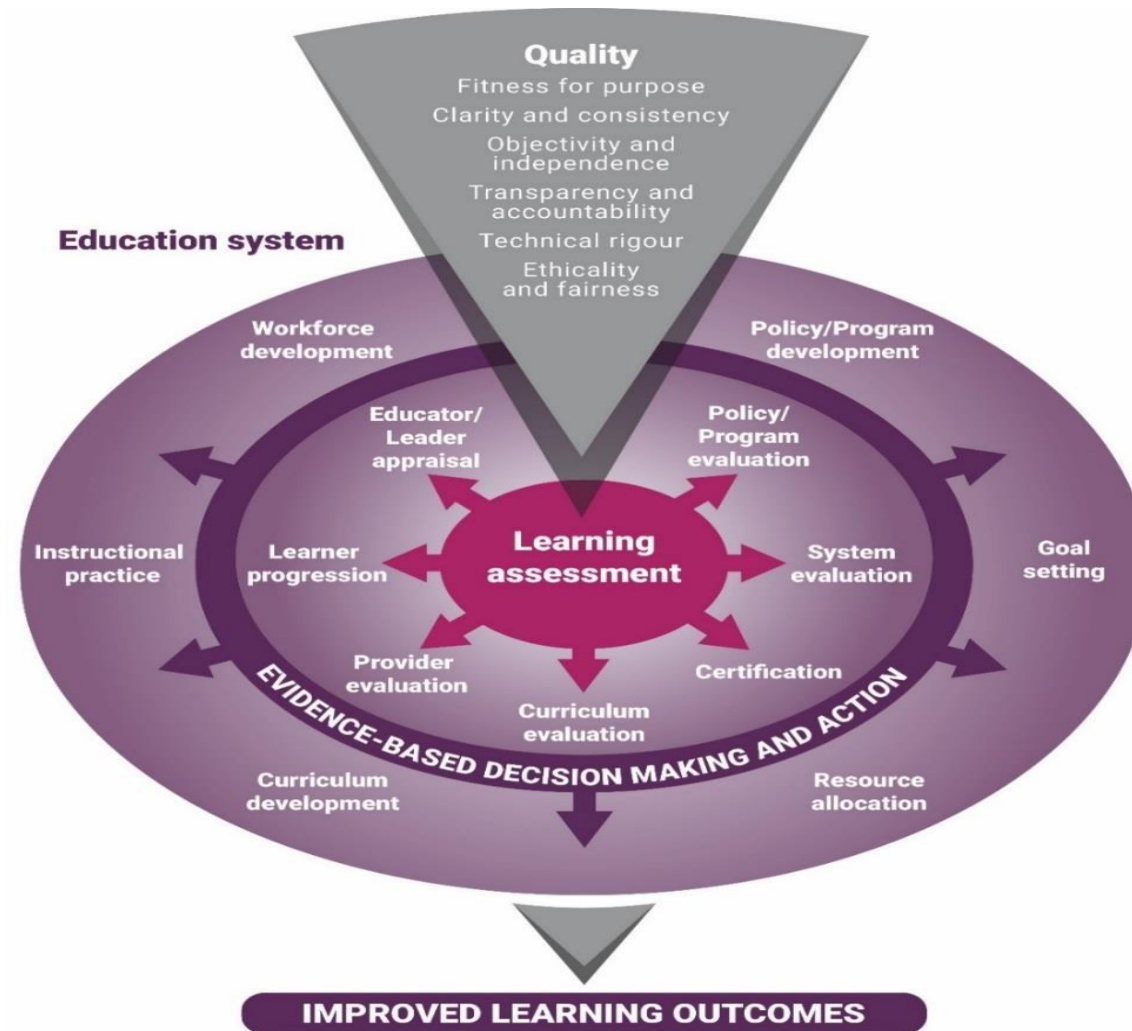 Quality
Fitness for purpose
Clarity and consistency
Objectivity and
independence
Transparency and
accountability
Technical rigour
Ethicality
and fairness
Education system
Workforce
development
Policy/Program
development
Educator/
Leader
appraisal
Policy/
Program
evaluation
Instructional
practice
Learner
progression
Learning
assessment
System
evaluation
Goal
setting
Provider
evaluation
Curriculum
evaluation
Certification
EVIDENCE-BASED DECISION MAKING AND ACTION
Curriculum
development
Resource
allocation
IMPROVED LEARNING OUTCOMES